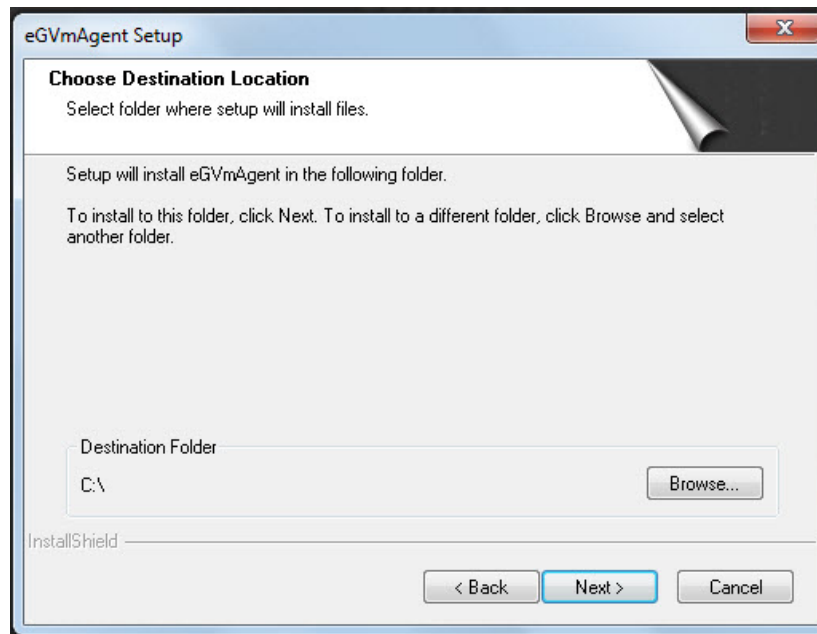 eGVmAgent Setup
Choose Destination Location
Select folder where setup will install files.
Setup will install eGVmAgent in the following folder.
To install to this folder, click Next. To install to a different folder, click Browse and select
another folder.
Destination Folder
C:\
Browse...
InstallShield
< Back
Next >
Cancel